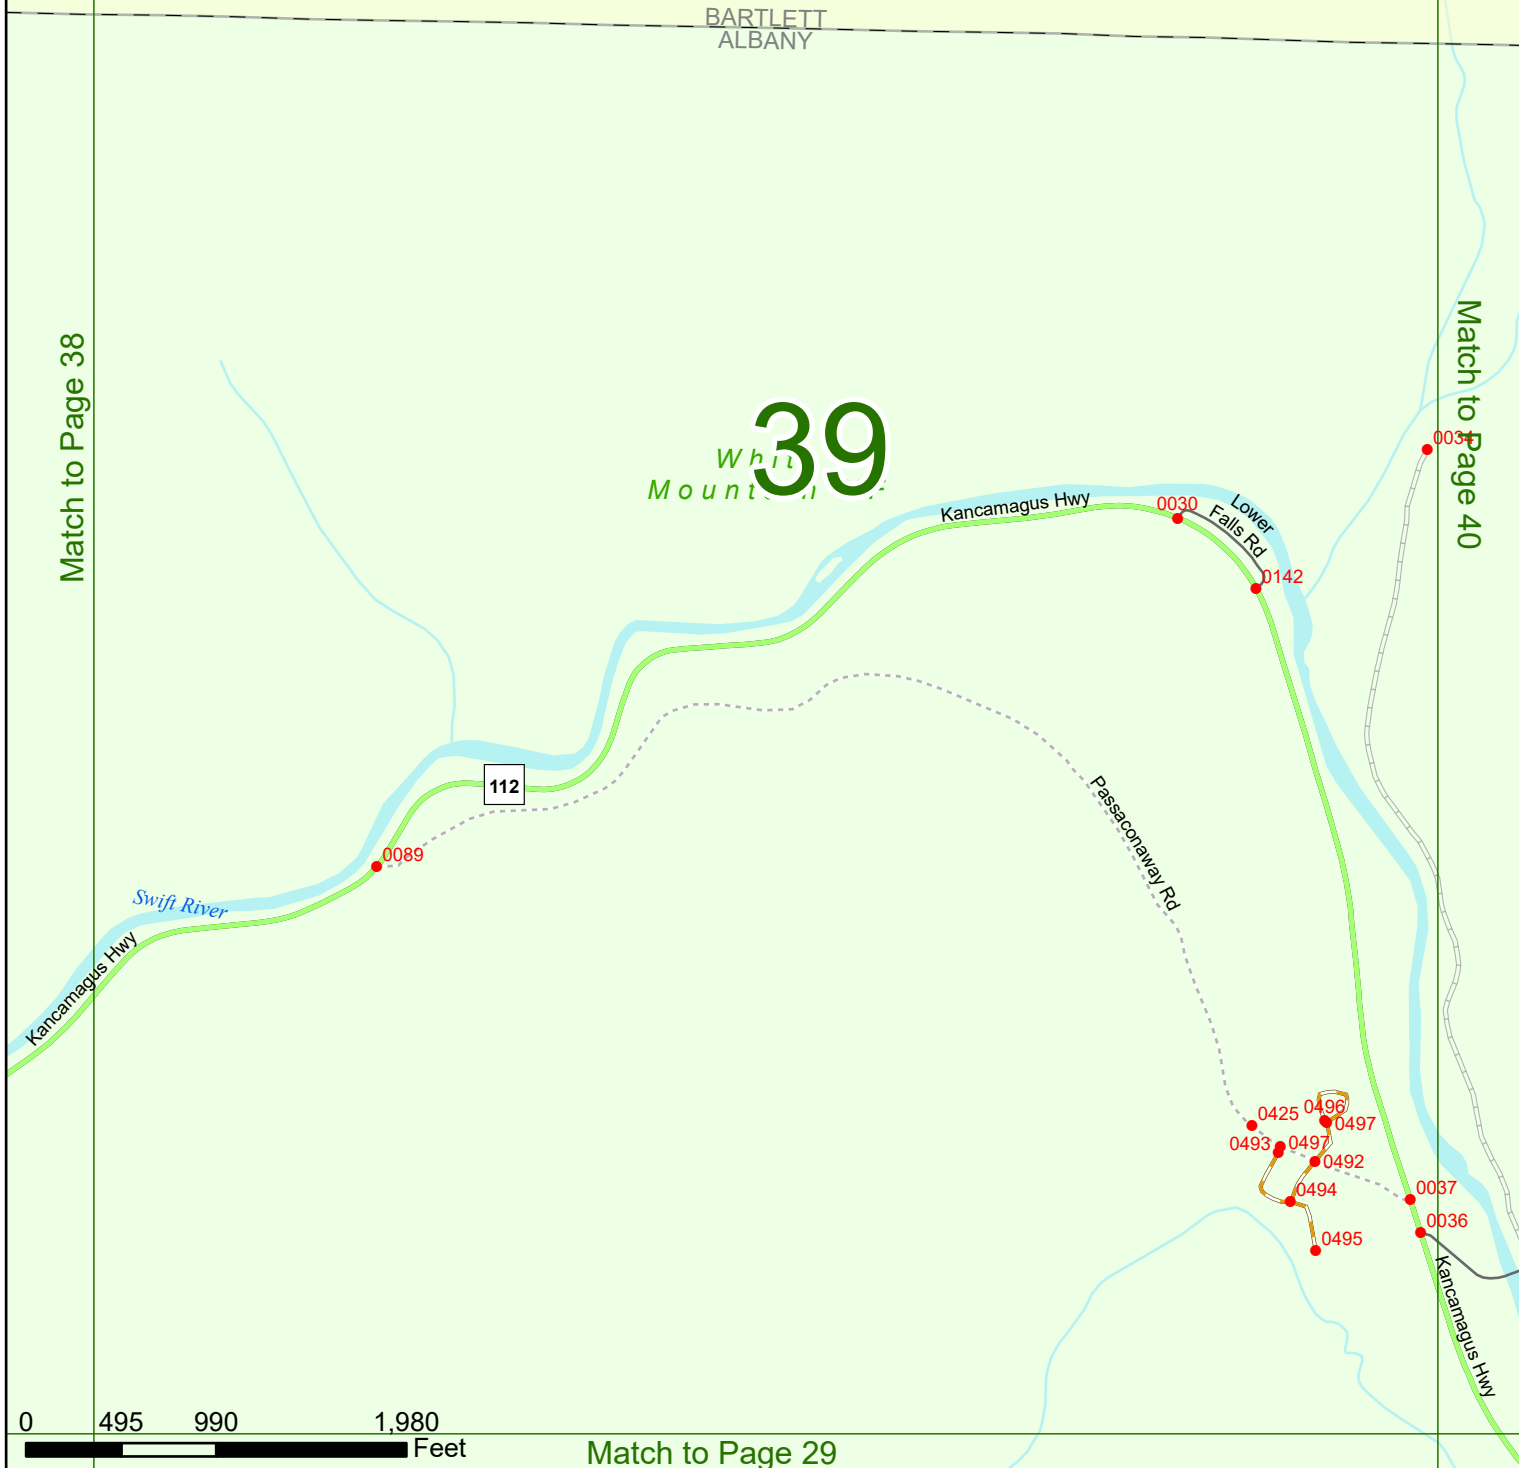 BARTLETT
ALBANY
Match to Page 38
Match to Page 40
39
0034
Kancamagus Hwy
0030
Lower
Falls Rd
0142
112
Passaconaway Rd
0089
Swift River
Kancamagus Hwy
0425
0496
0497
0493
0497
0492
0494
0037
0036
0495
Kancamagus Hwy
0 495 990 1,980
Feet
Match to Page 29